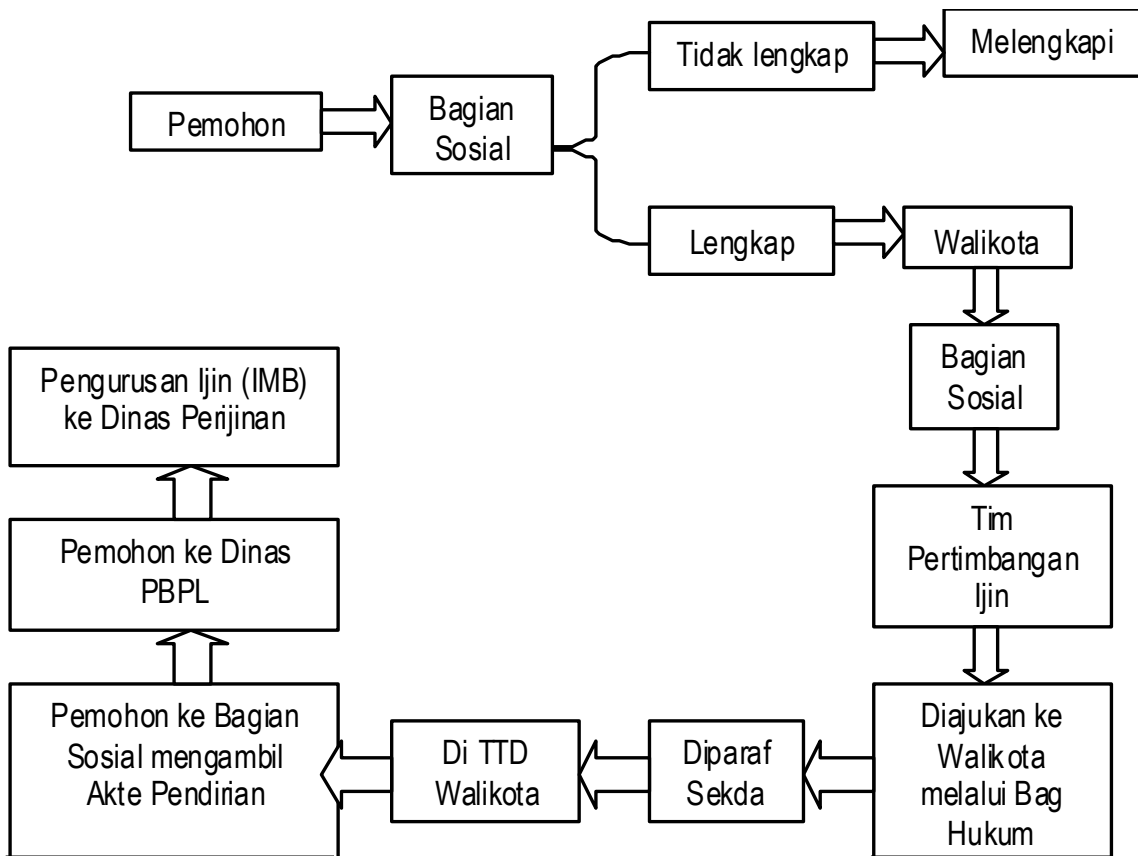 Pemohon
Bagian
Sosial
Tidak lengkap
Melengkapi
Lengkap
Walikota
Bagian
Sosial
Tim
Pertimbangan
Ijin
Diajukan ke
Walikota
melalui Bag
Hukum
Diparaf
Sekda
Di TTD
Walikota
Pemohon ke Bagian
Sosial mengambil
Akte Pendirian
Pemohon ke Dinas
PBPL
Pengurusan Ijin (IMB)
ke Dinas Perijinan